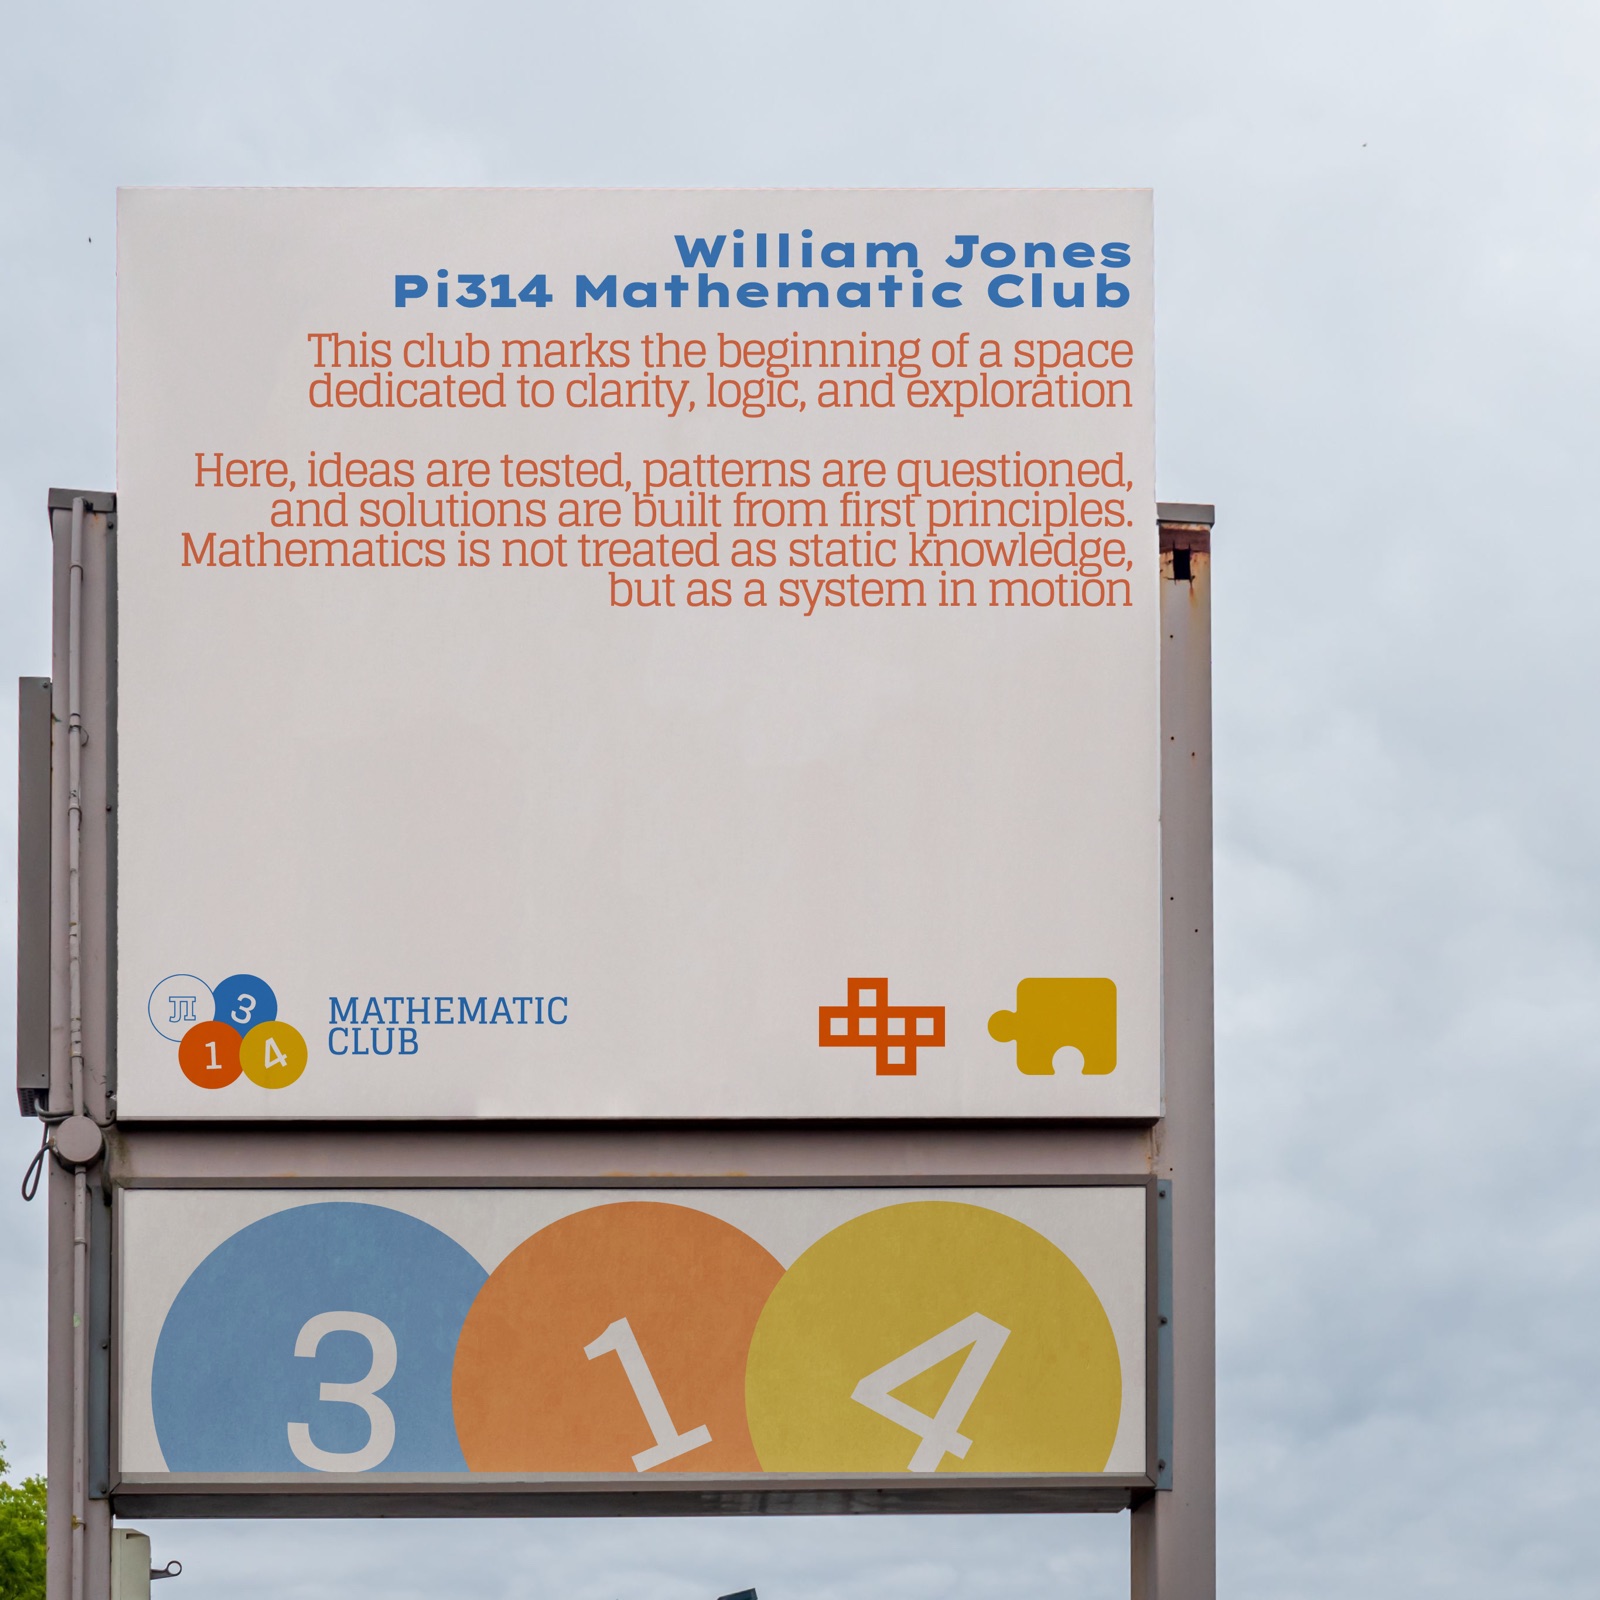 William Jones
Pi314 Mathematic Club
This club marks the beginning of a space
dedicated to clarity, logic, and exploration
Here, ideas are tested, patterns are questioned,
and solutions are built from first principles.
Mathematics is not treated as static knowledge,
but as a system in motion
π 3
1 4
MATHEMATIC
CLUB
3 1 4